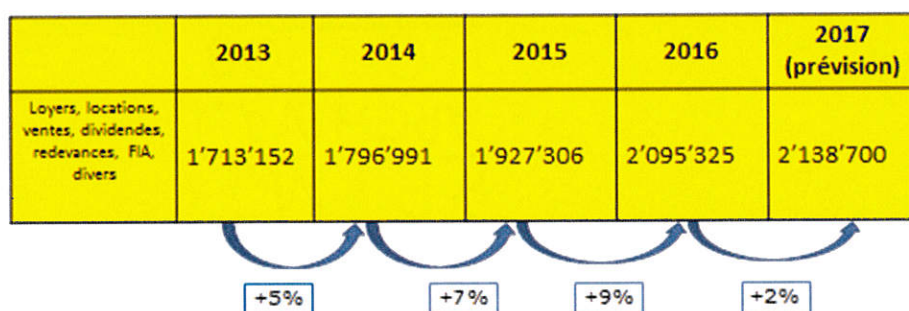 2013 2014 2015 2016 2017
(prévision)
Loyers, locations,
ventes, dividendes,
redevances, FIA,
divers
1'713'152 1'796'991 1'927'306 2'095'325 2'138'700
+5% +7% +9% +2%